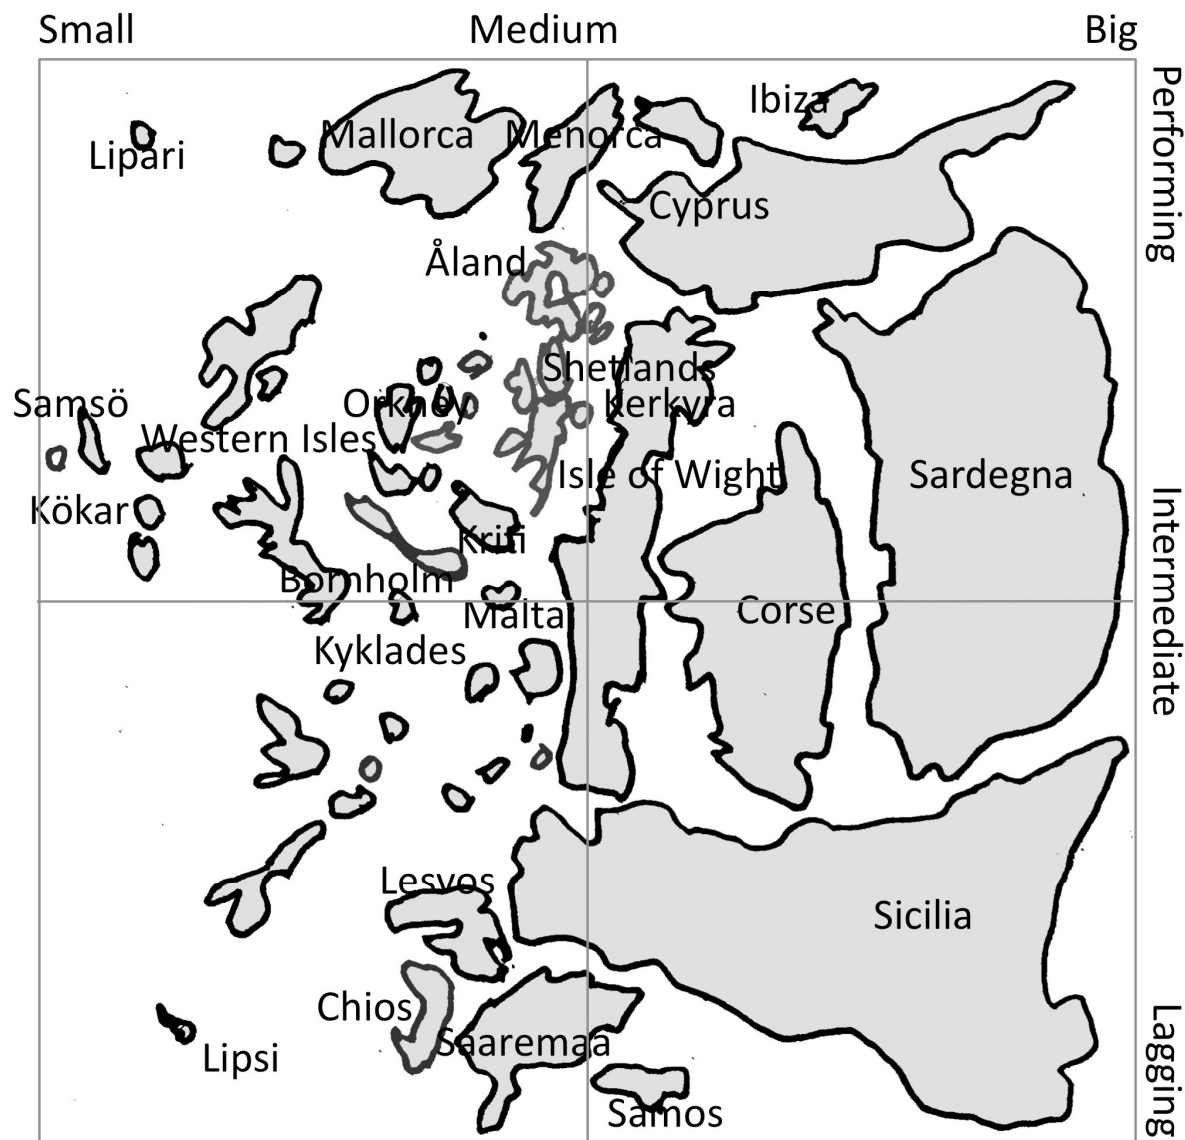 Small Medium Big
Performing
Ibiza
Lipari Mallorca Menorca
Cyprus
Åland
Shetlands
Samsö Orkney Kerkyra
Western Isles
Isle of Wight Sardegna
Kökar
Kriti
Intermediate
Bornholm
Malta Corse
Kyklades
Lesvos
Sicilia
Chios
Saaremaa
Lipsi
Lagging
Samos